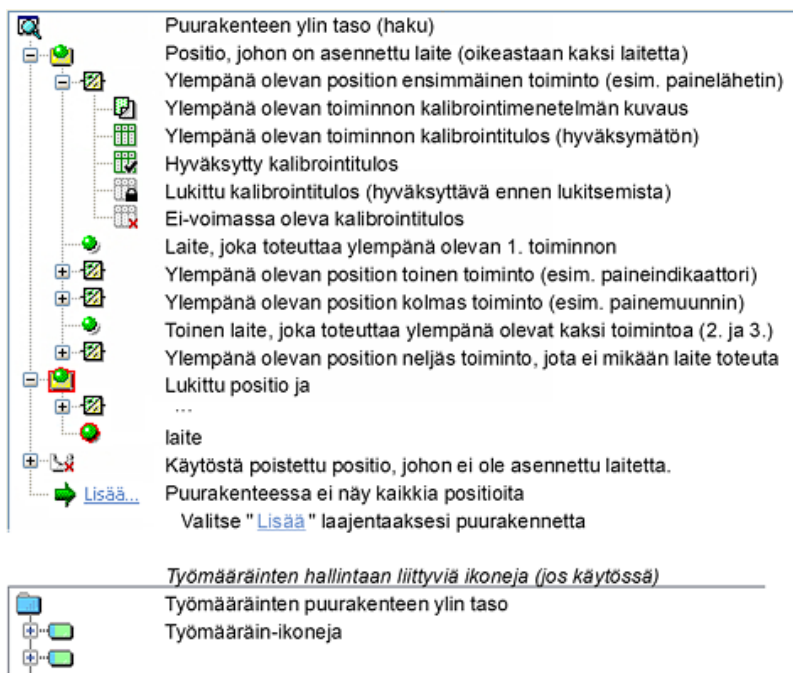 Puurakenteen ylin taso (haku)
Positio, johon on asennettu laite (oikeastaan kaksi laitetta)
Ylempänä olevan position ensimmäinen toiminto (esim. painelähetin)
Ylempänä olevan toiminnon kalibrointimenetelmän kuvaus
Ylempänä olevan toiminnon kalibrointitulos (hyväksymätön)
Hyväksytty kalibrointitulos
Lukittu kalibrointitulos (hyväksyttävä ennen lukitsemista)
Ei-voimassa oleva kalibrointitulos
Laite, joka toteuttaa ylempänä olevan 1. toiminnon
Ylempänä olevan position toinen toiminto (esim. paineindikaattori)
Ylempänä olevan position kolmas toiminto (esim. painemuunnin)
Toinen laite, joka toteuttaa ylempänä olevat kaksi toimintoa (2. ja 3.)
Ylempänä olevan position neljäs toiminto, jota ei mikään laite toteuta
Lukittu positio ja
...
laite
Käytöstä poistettu positio, johon ei ole asennettu laitetta.
Lisää... Puurakenteessa ei näy kaikkia positioita
Valitse "Lisää" laajentaaksesi puurakennetta
Työmääräinten hallintaan liittyviä ikoneja (jos käytössä)
Työmääräinten puurakenteen ylin taso
Työmääräin-ikoneja